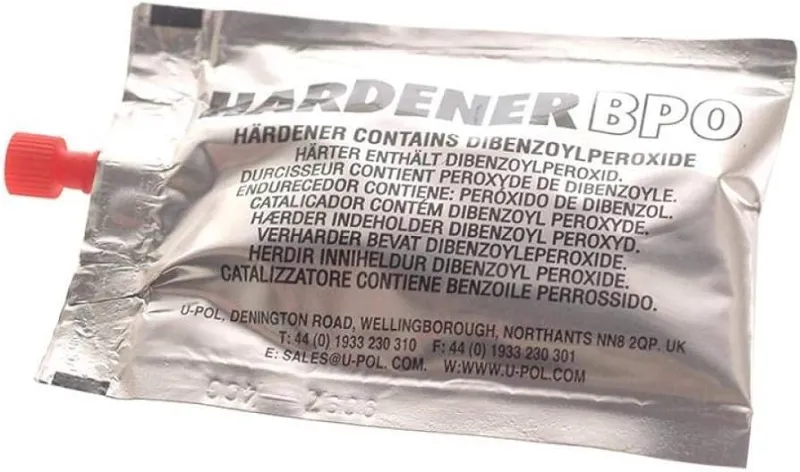 HARDENER BPO
HÄRDENER CONTAINS DIBENZOYLPEROXIDE
HÄRTER ENTHÄLT DIBENZOYLPEROXID.
DURCISSEUR CONTIENT PEROXYDE DE DIBENZOYLE.
ENDURECEDOR CONTIENE: PERÓXIDO DE DIBENZOL.
CATALICADOR CONTÉM DIBENZOYL PEROXYDE.
HÆRDER INDEHOLDER DIBENZOYL PEROXYD.
VERHARDER BEVAT DIBENZOYLEPEROXIDE.
HERDIR INNIHELDUR DIBENZOYL PEROXIDE.
CATALIZZATORE CONTIENE BENZOILE PERROSSIDO.
U-POL, DENINGTON ROAD, WELLINGBOROUGH, NORTHANTS NN8 2QP. UK
T: 44 (0) 1933 230 310 F: 44 (0) 1933 230 301
E: SALES@U-POL. COM. W:WWW.U-POL.COM